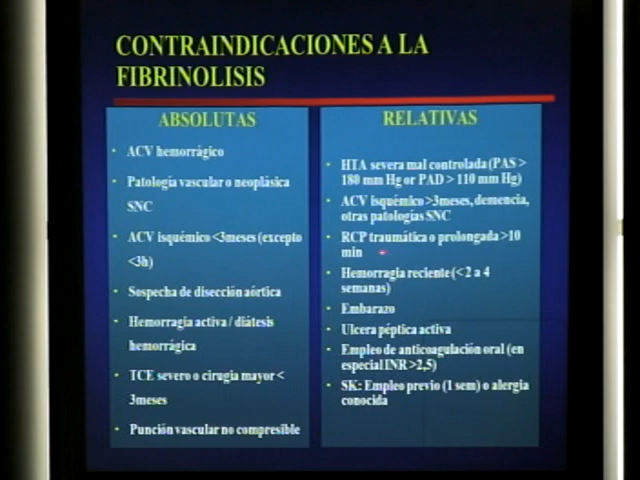 CONTRAINDICACIONES A LA
FIBRINOLISIS
ABSOLUTAS
• ACV hemorrágico
• Patología vascular o neoplásica
SNC
• ACV isquémico <3meses (excepto
<3h)
• Sospecha de disección aórtica
• Hemorragia activa / diátesis
hemorrágica
• TCE severo o cirugia mayor <
3meses
• Punción vascular no compresible
RELATIVAS
• HTA severa mal controlada (PAS >
180 mm Hg or PAD > 110 mm Hg)
• ACV isquémico >3meses, demencia,
otras patologías SNC
• RCP traumática o prolongada >10
min
• Hemorragia reciente (< 2 a 4
semanas)
• Embarazo
• Ulcera péptica activa
• Empleo de anticoagulación oral (en
especial INR >2,5)
• SK: Empleo previo (1 sem) o alergia
conocida